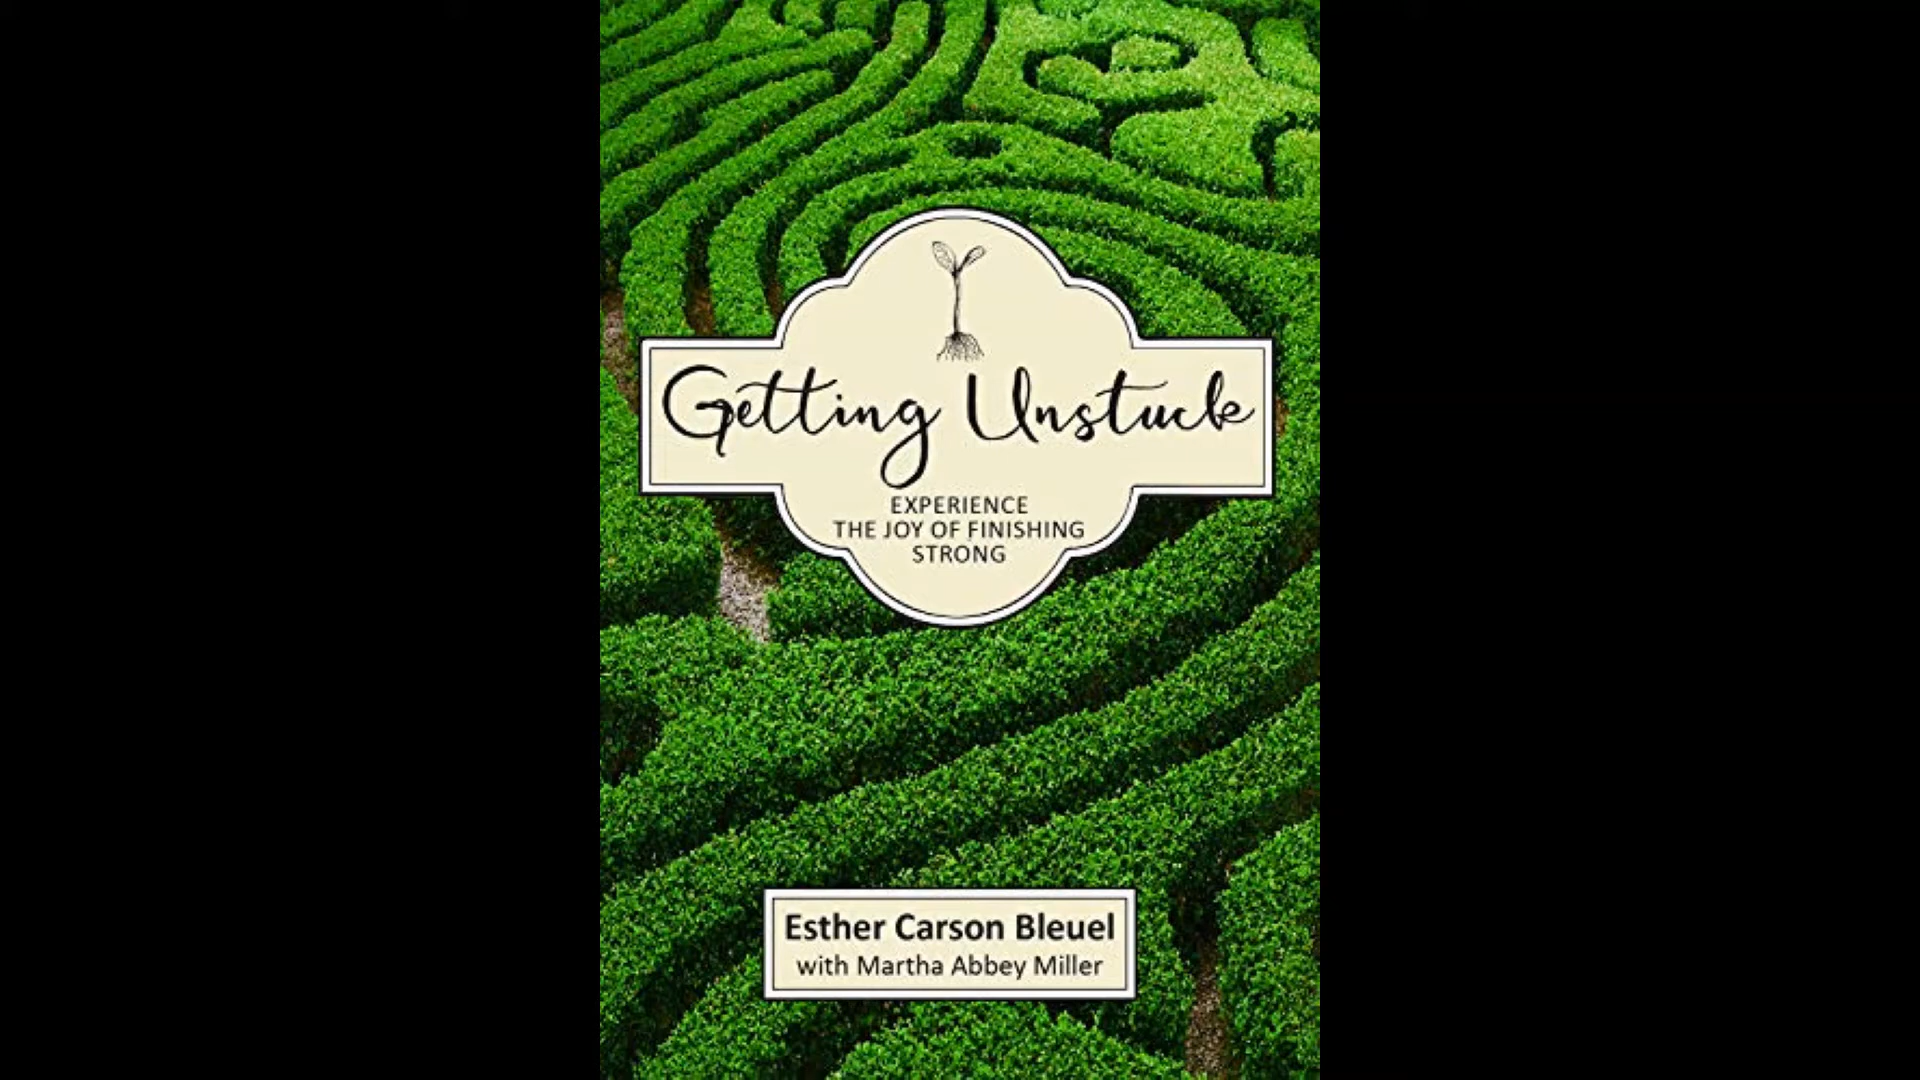 Getting Unstuck
EXPERIENCE
THE JOY OF FINISHING
STRONG
Esther Carson Bleuel
with Martha Abbey Miller